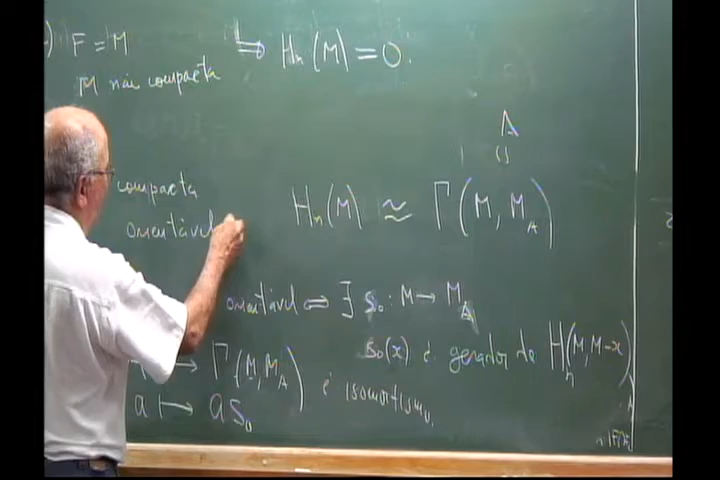 F = M ⟹ Hn(M) = 0.
M não compacta
A
compacta
orientável Hn(M) ≈ Γ(M, M_A)
orientável ⟺ ∃ s₀: M → M_A
s₀(x) é gerador de Hn(M, M-x)
→ Γ(M, M_A) é isomorfismo.
a ↦ a s₀